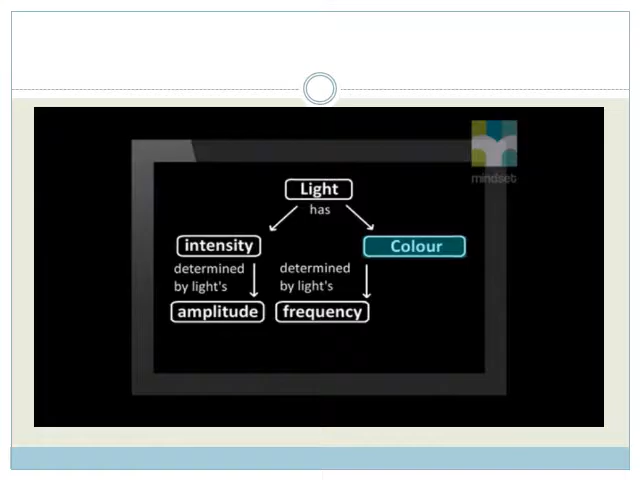 mindset
Light
has
intensity
Colour
determined
by light's
determined
by light's
amplitude
frequency